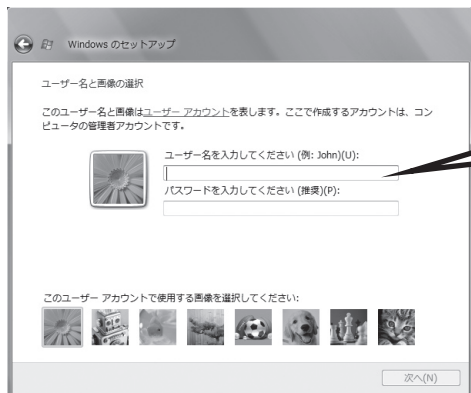 Windows のセットアップ
ユーザー名と画像の選択
このユーザー名と画像はユーザー アカウントを表します。ここで作成するアカウントは、コン
ピュータの管理者アカウントです。
ユーザー名を入力してください (例: John)(U):
パスワードを入力してください (推奨)(P):
このユーザー アカウントで使用する画像を選択してください:
次へ(N)